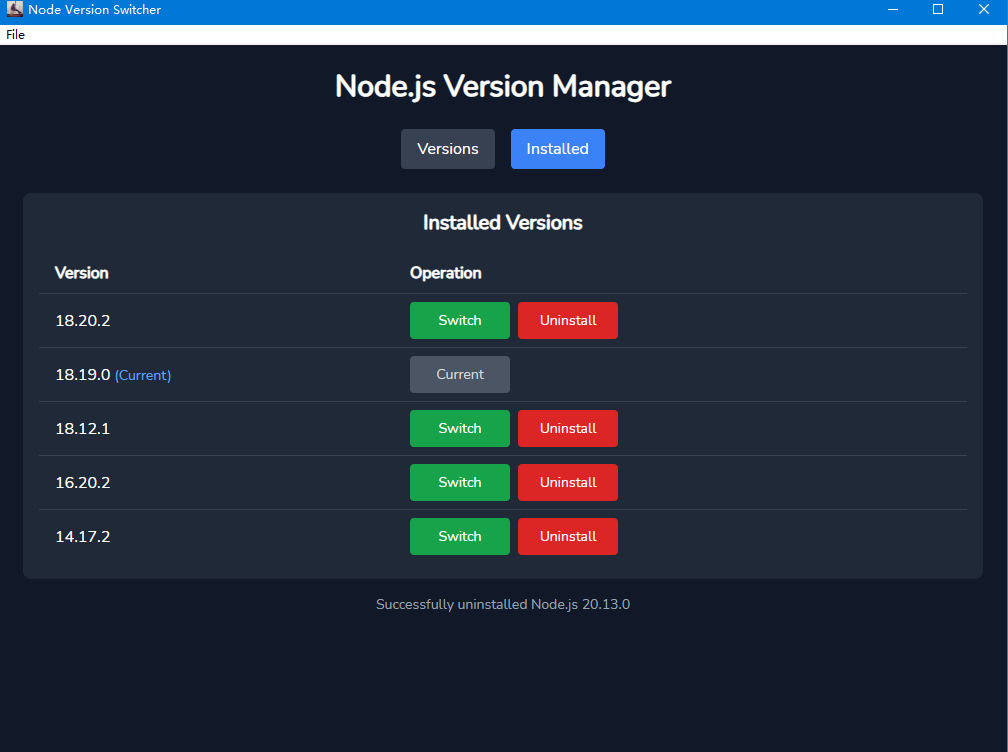 Node Version Switcher
File
Node.js Version Manager
Versions Installed
Installed Versions
Version Operation
18.20.2 Switch Uninstall
18.19.0 (Current) Current
18.12.1 Switch Uninstall
16.20.2 Switch Uninstall
14.17.2 Switch Uninstall
Successfully uninstalled Node.js 20.13.0